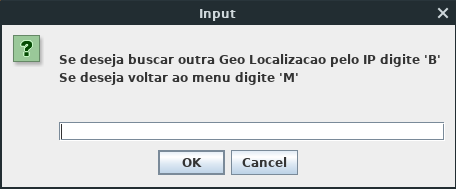 Input
Se deseja buscar outra Geo Localizacao pelo IP digite 'B'
Se deseja voltar ao menu digite 'M'
OK Cancel